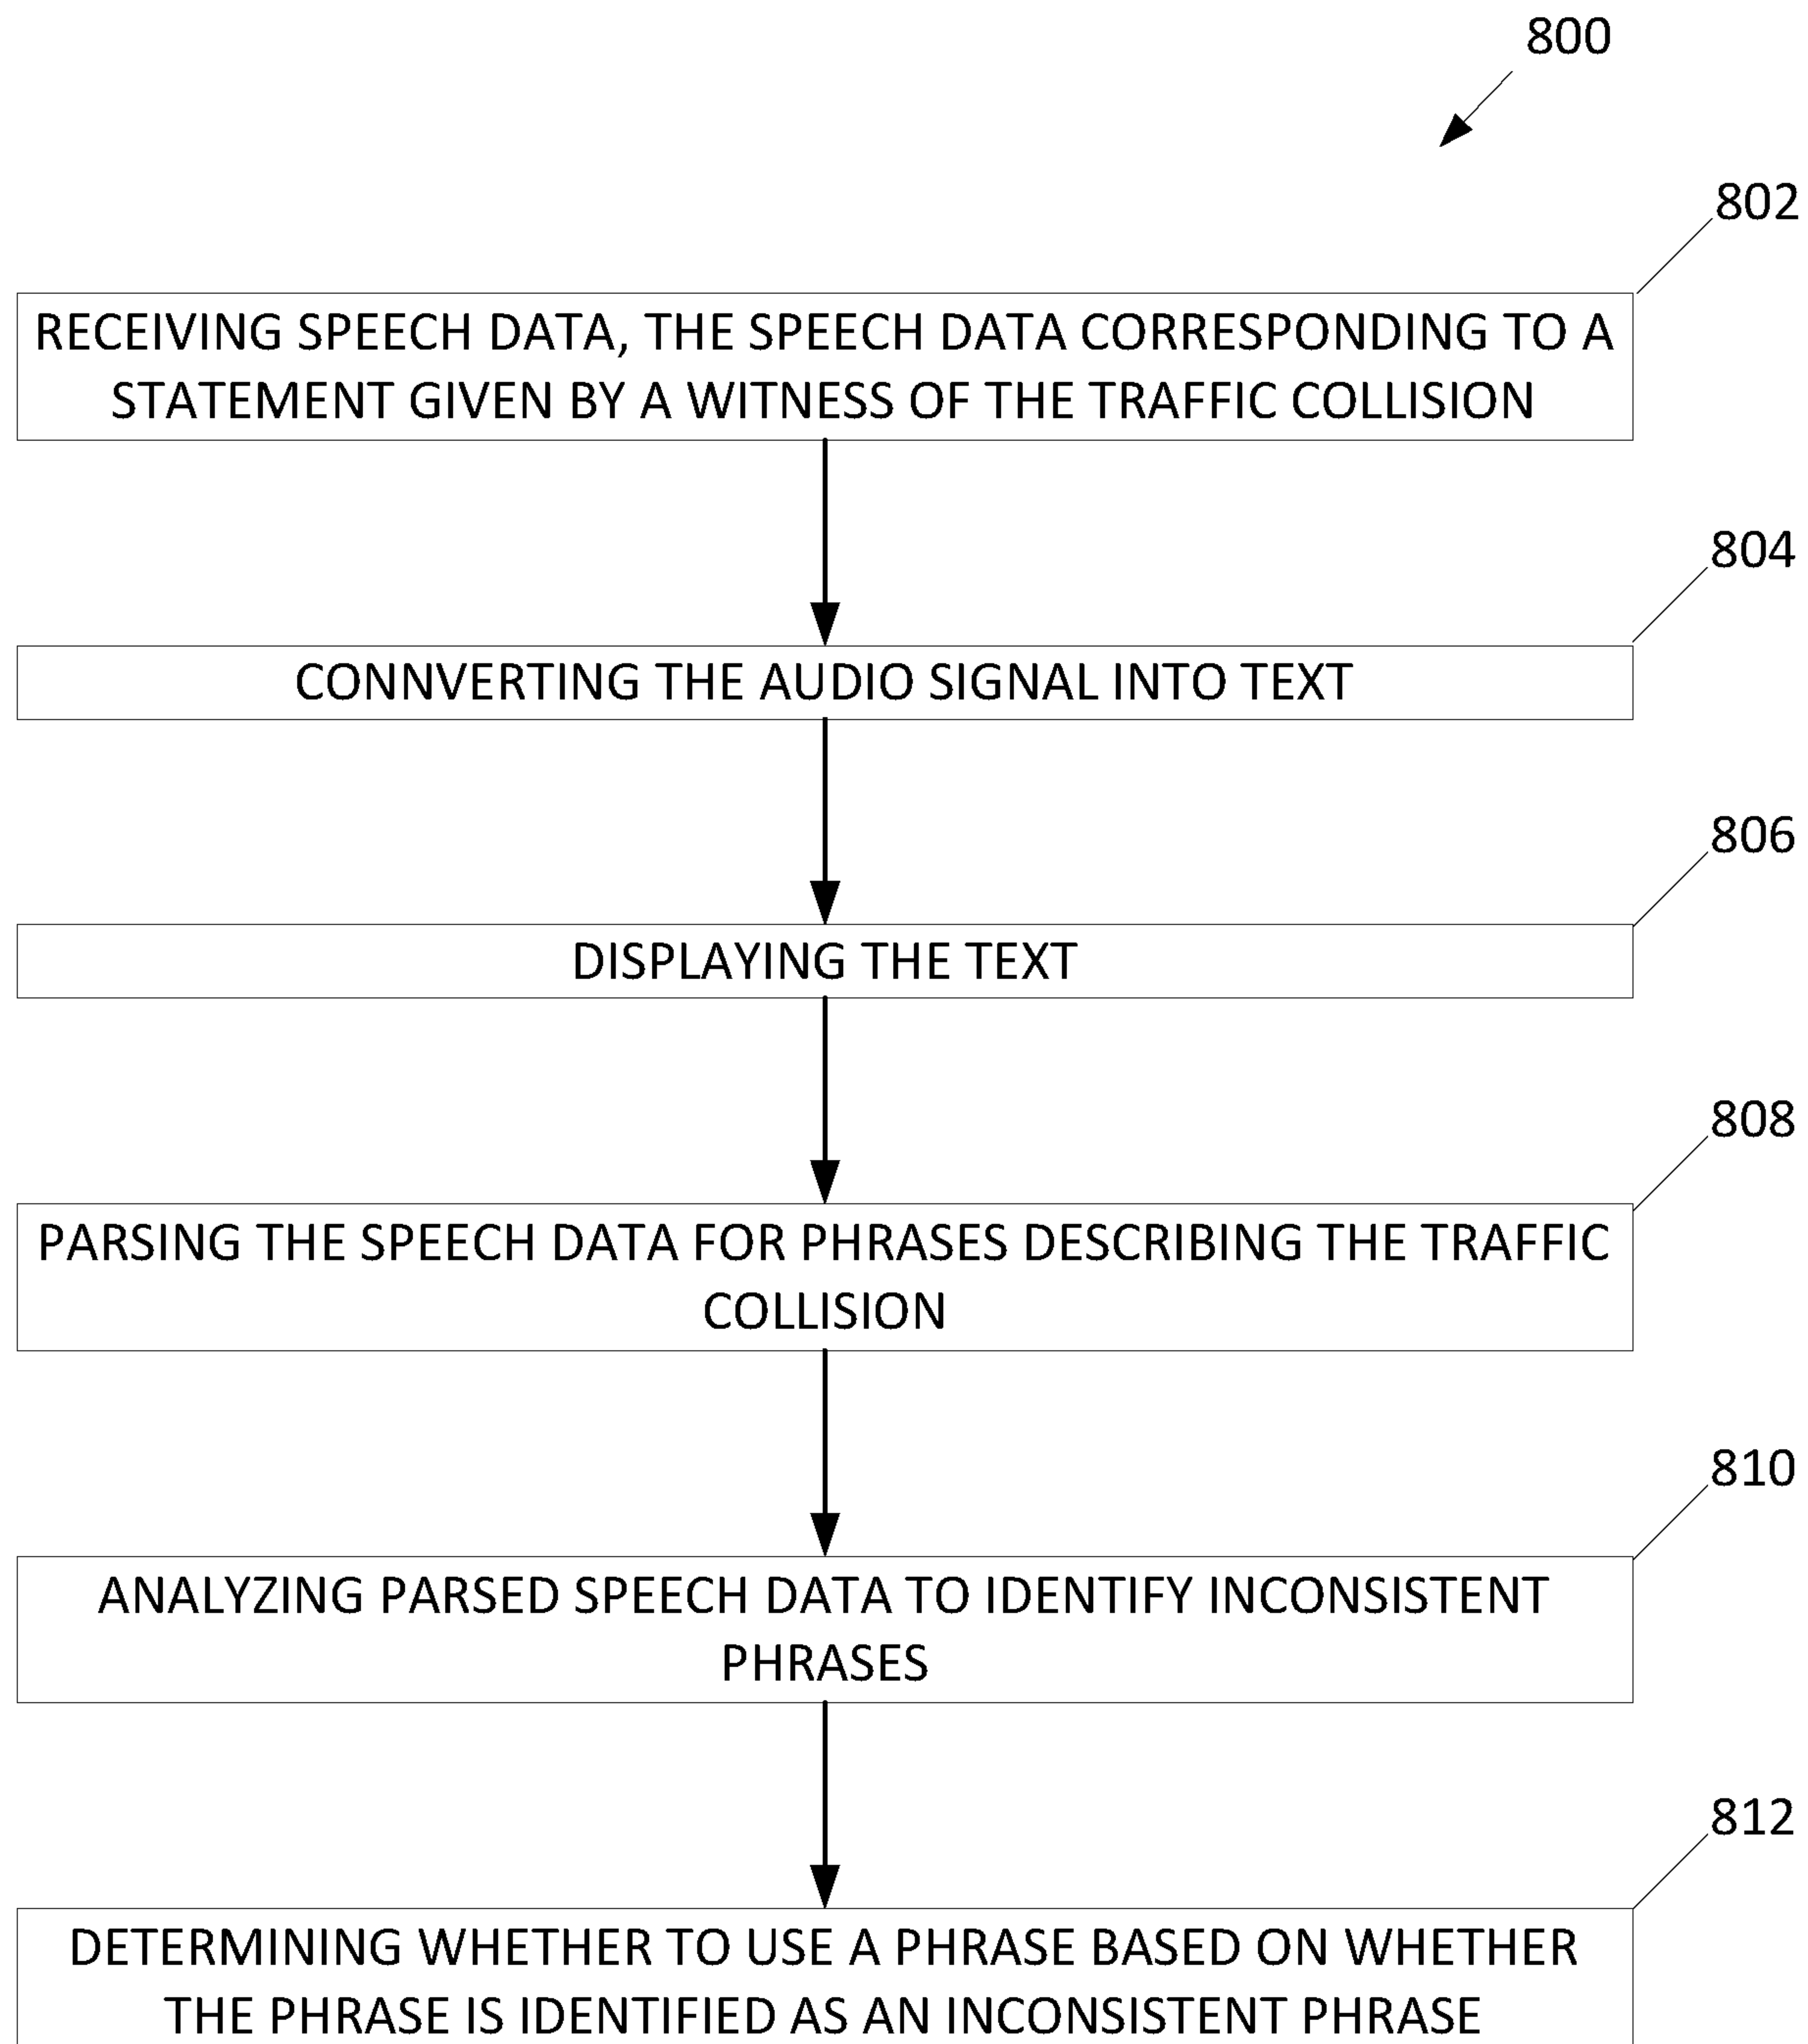 800
802
RECEIVING SPEECH DATA, THE SPEECH DATA CORRESPONDING TO A
STATEMENT GIVEN BY A WITNESS OF THE TRAFFIC COLLISION
804
CONNVERTING THE AUDIO SIGNAL INTO TEXT
806
DISPLAYING THE TEXT
808
PARSING THE SPEECH DATA FOR PHRASES DESCRIBING THE TRAFFIC
COLLISION
810
ANALYZING PARSED SPEECH DATA TO IDENTIFY INCONSISTENT
PHRASES
812
DETERMINING WHETHER TO USE A PHRASE BASED ON WHETHER
THE PHRASE IS IDENTIFIED AS AN INCONSISTENT PHRASE